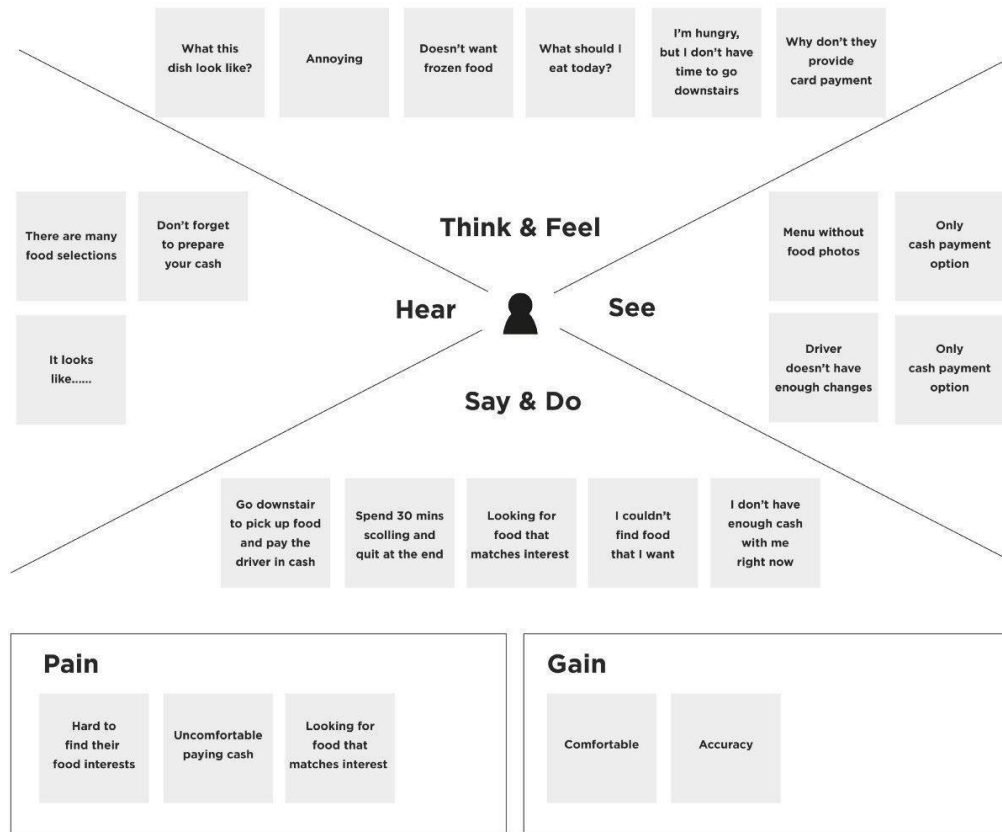 What this
dish look like?
Annoying
Doesn't want
frozen food
What should I
eat today?
I'm hungry,
but I don't have
time to go
downstairs
Why don't they
provide
card payment
Think & Feel
There are many
food selections
Don't forget
to prepare
your cash
It looks
like......
Hear
See
Menu without
food photos
Only
cash payment
option
Driver
doesn't have
enough changes
Only
cash payment
option
Say & Do
Go downstair
to pick up food
and pay the
driver in cash
Spend 30 mins
scolling and
quit at the end
Looking for
food that
matches interest
I couldn't
find food
that I want
I don't have
enough cash
with me
right now
Pain
Hard to
find their
food interests
Uncomfortable
paying cash
Looking for
food that
matches interest
Gain
Comfortable
Accuracy